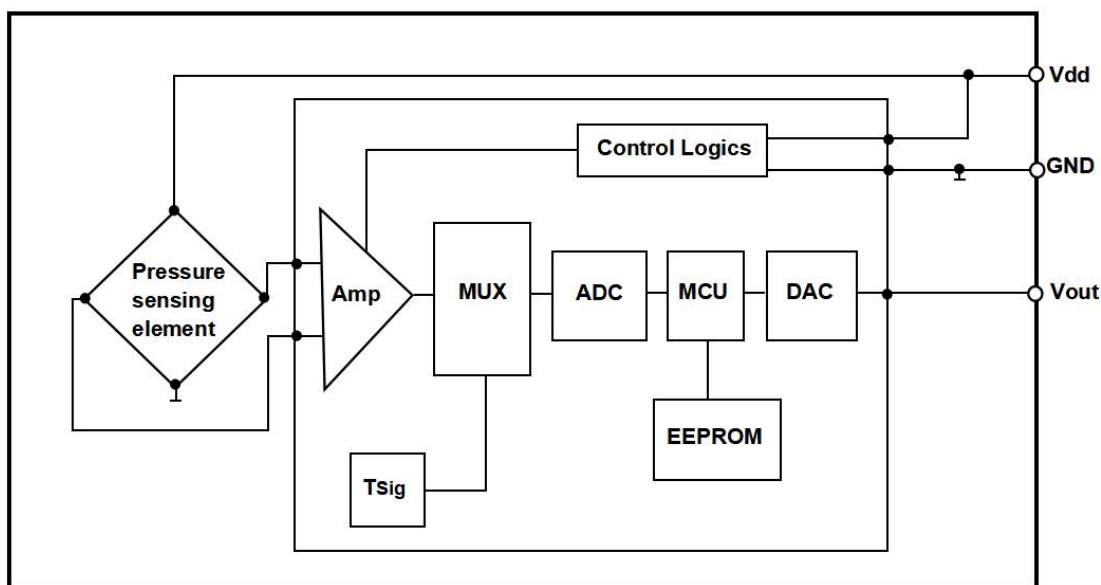 Vdd
Control Logics
GND
Pressure
sensing
element
Amp
MUX
ADC
MCU
DAC
Vout
EEPROM
Tsig